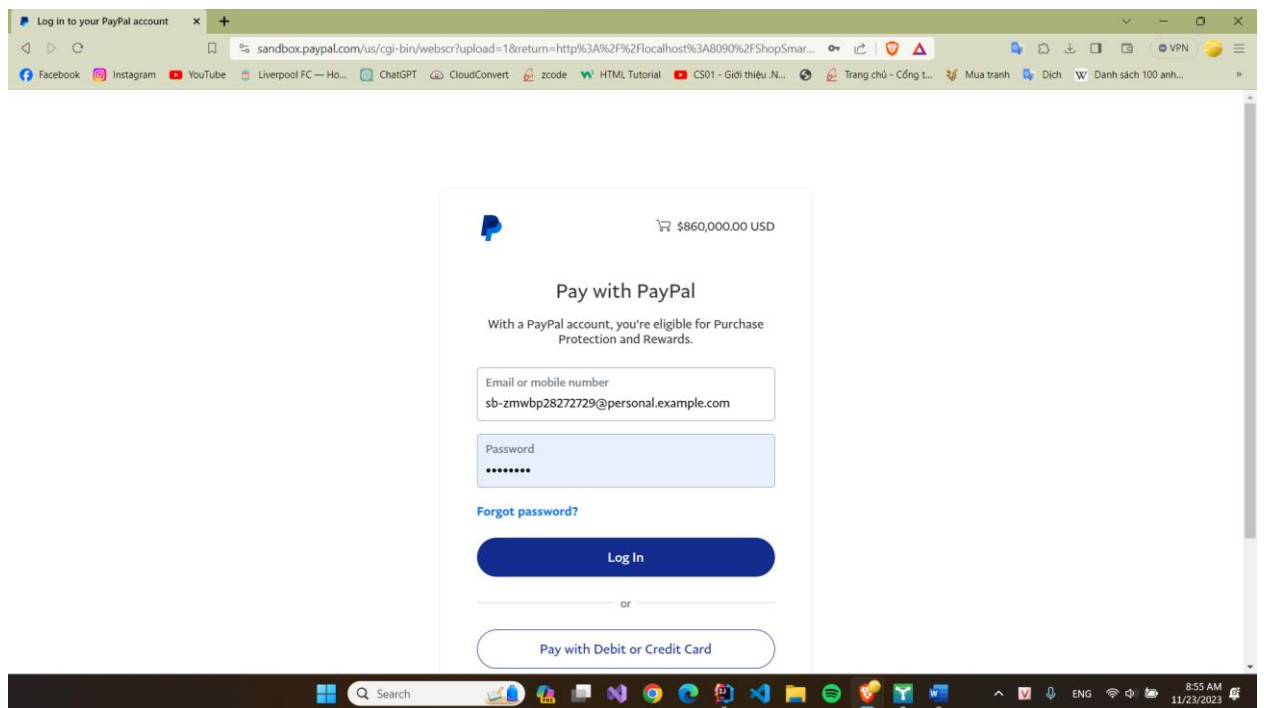 Log in to your PayPal account
sandbox.paypal.com/us/cgi-bin/webscr?upload=1&return=http%3A%2F%2Flocalhost%3A8090%2FShopSmar...
VPN
Facebook Instagram YouTube Liverpool FC — Ho... ChatGPT CloudConvert zcode HTML Tutorial CS01 - Giới thiệu .N... Trang chủ - Cổng t... Mua tranh Dịch W Danh sách 100 anh... »
$860,000.00 USD
Pay with PayPal
With a PayPal account, you're eligible for Purchase
Protection and Rewards.
Email or mobile number
sb-zmwbp28272729@personal.example.com
Password
••••••••
Forgot password?
Log In
or
Pay with Debit or Credit Card
Search
ENG
8:55 AM
11/23/2023